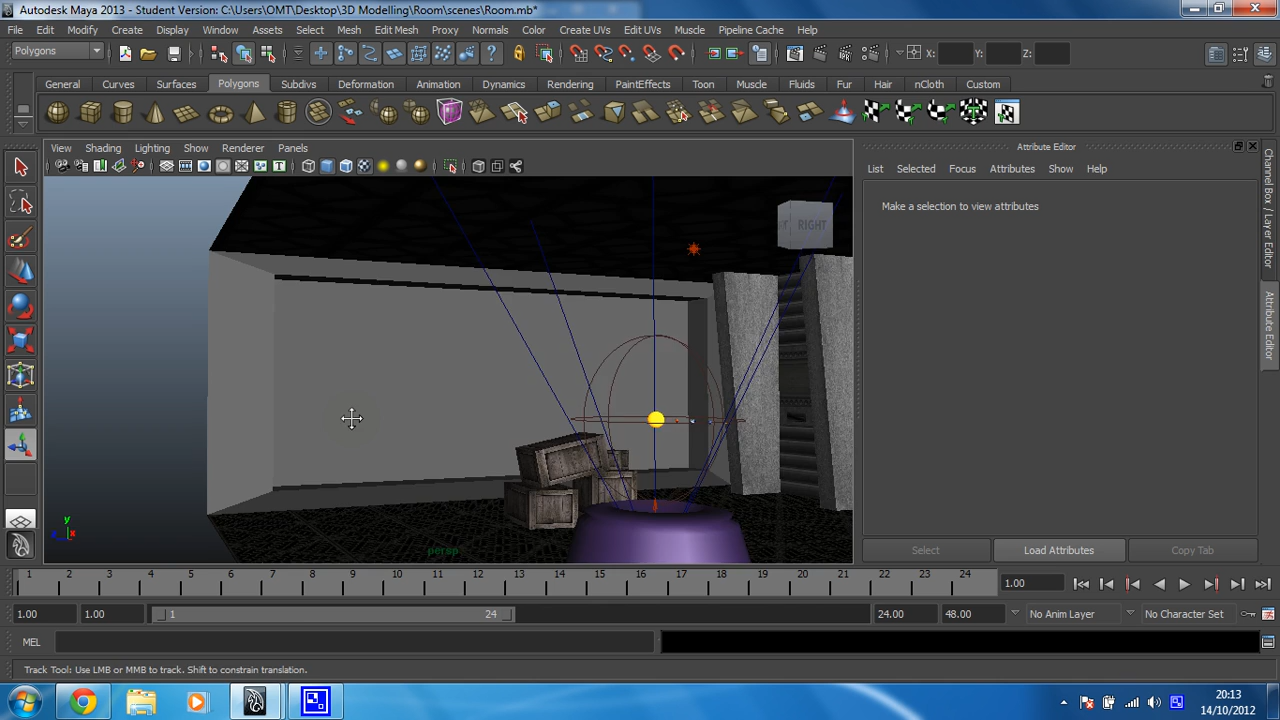 Autodesk Maya 2013 - Student Version: C:\Users\OMT\Desktop\3D Modelling\Room\scenes\Room.mb*
File Edit Modify Create Display Window Assets Select Mesh Edit Mesh Proxy Normals Color Create UVs Edit UVs Muscle Pipeline Cache Help
Polygons X: Y: Z:
General Curves Surfaces Polygons Subdivs Deformation Animation Dynamics Rendering PaintEffects Toon Muscle Fluids Fur Hair nCloth Custom
View Shading Lighting Show Renderer Panels
Attribute Editor
List Selected Focus Attributes Show Help
Make a selection to view attributes
Channel Box / Layer Editor
Attribute Editor
RIGHT
y
x
persp
Select Load Attributes Copy Tab
1 2 3 4 5 6 7 8 9 10 11 12 13 14 15 16 17 18 19 20 21 22 23 24 1.00
1.00 1.00 1 24 24.00 48.00 No Anim Layer No Character Set
MEL
Track Tool: Use LMB or MMB to track. Shift to constrain translation.
20:13
14/10/2012